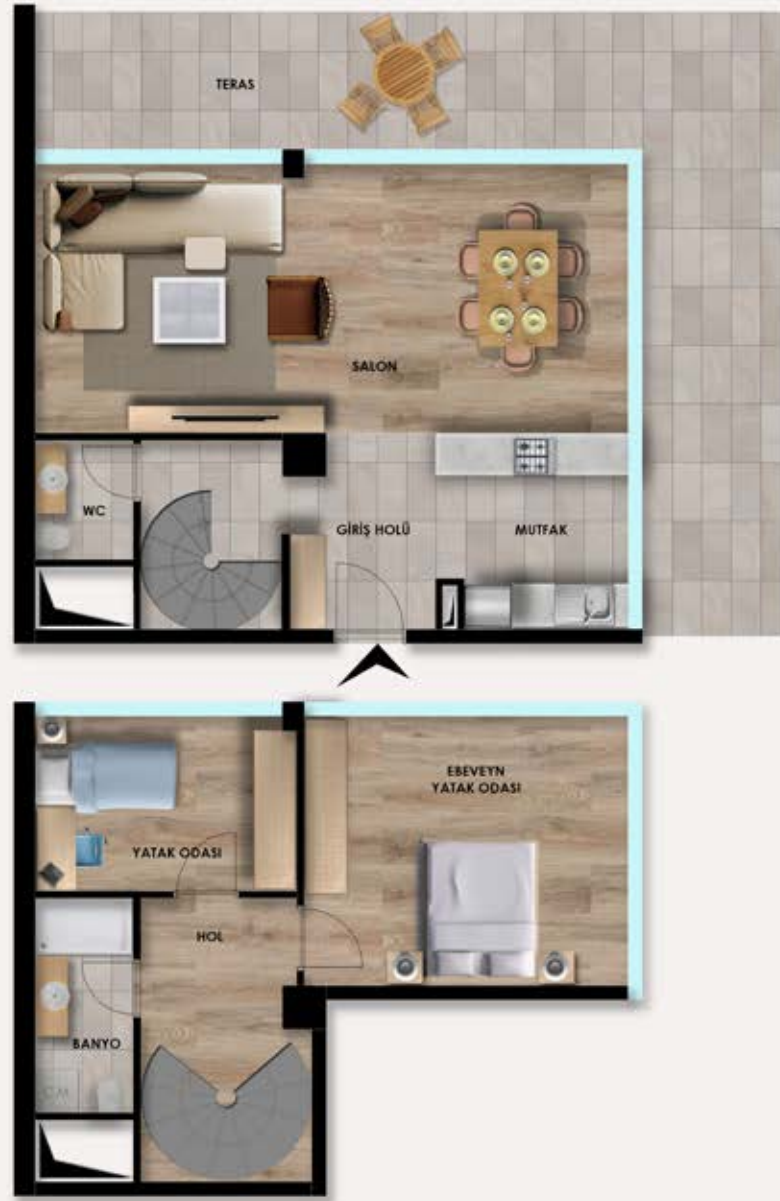 TERAS
SALON
WC
GİRİŞ HOLÜ
MUTFAK
EBEVEYN
YATAK ODASI
YATAK ODASI
HOL
BANYO